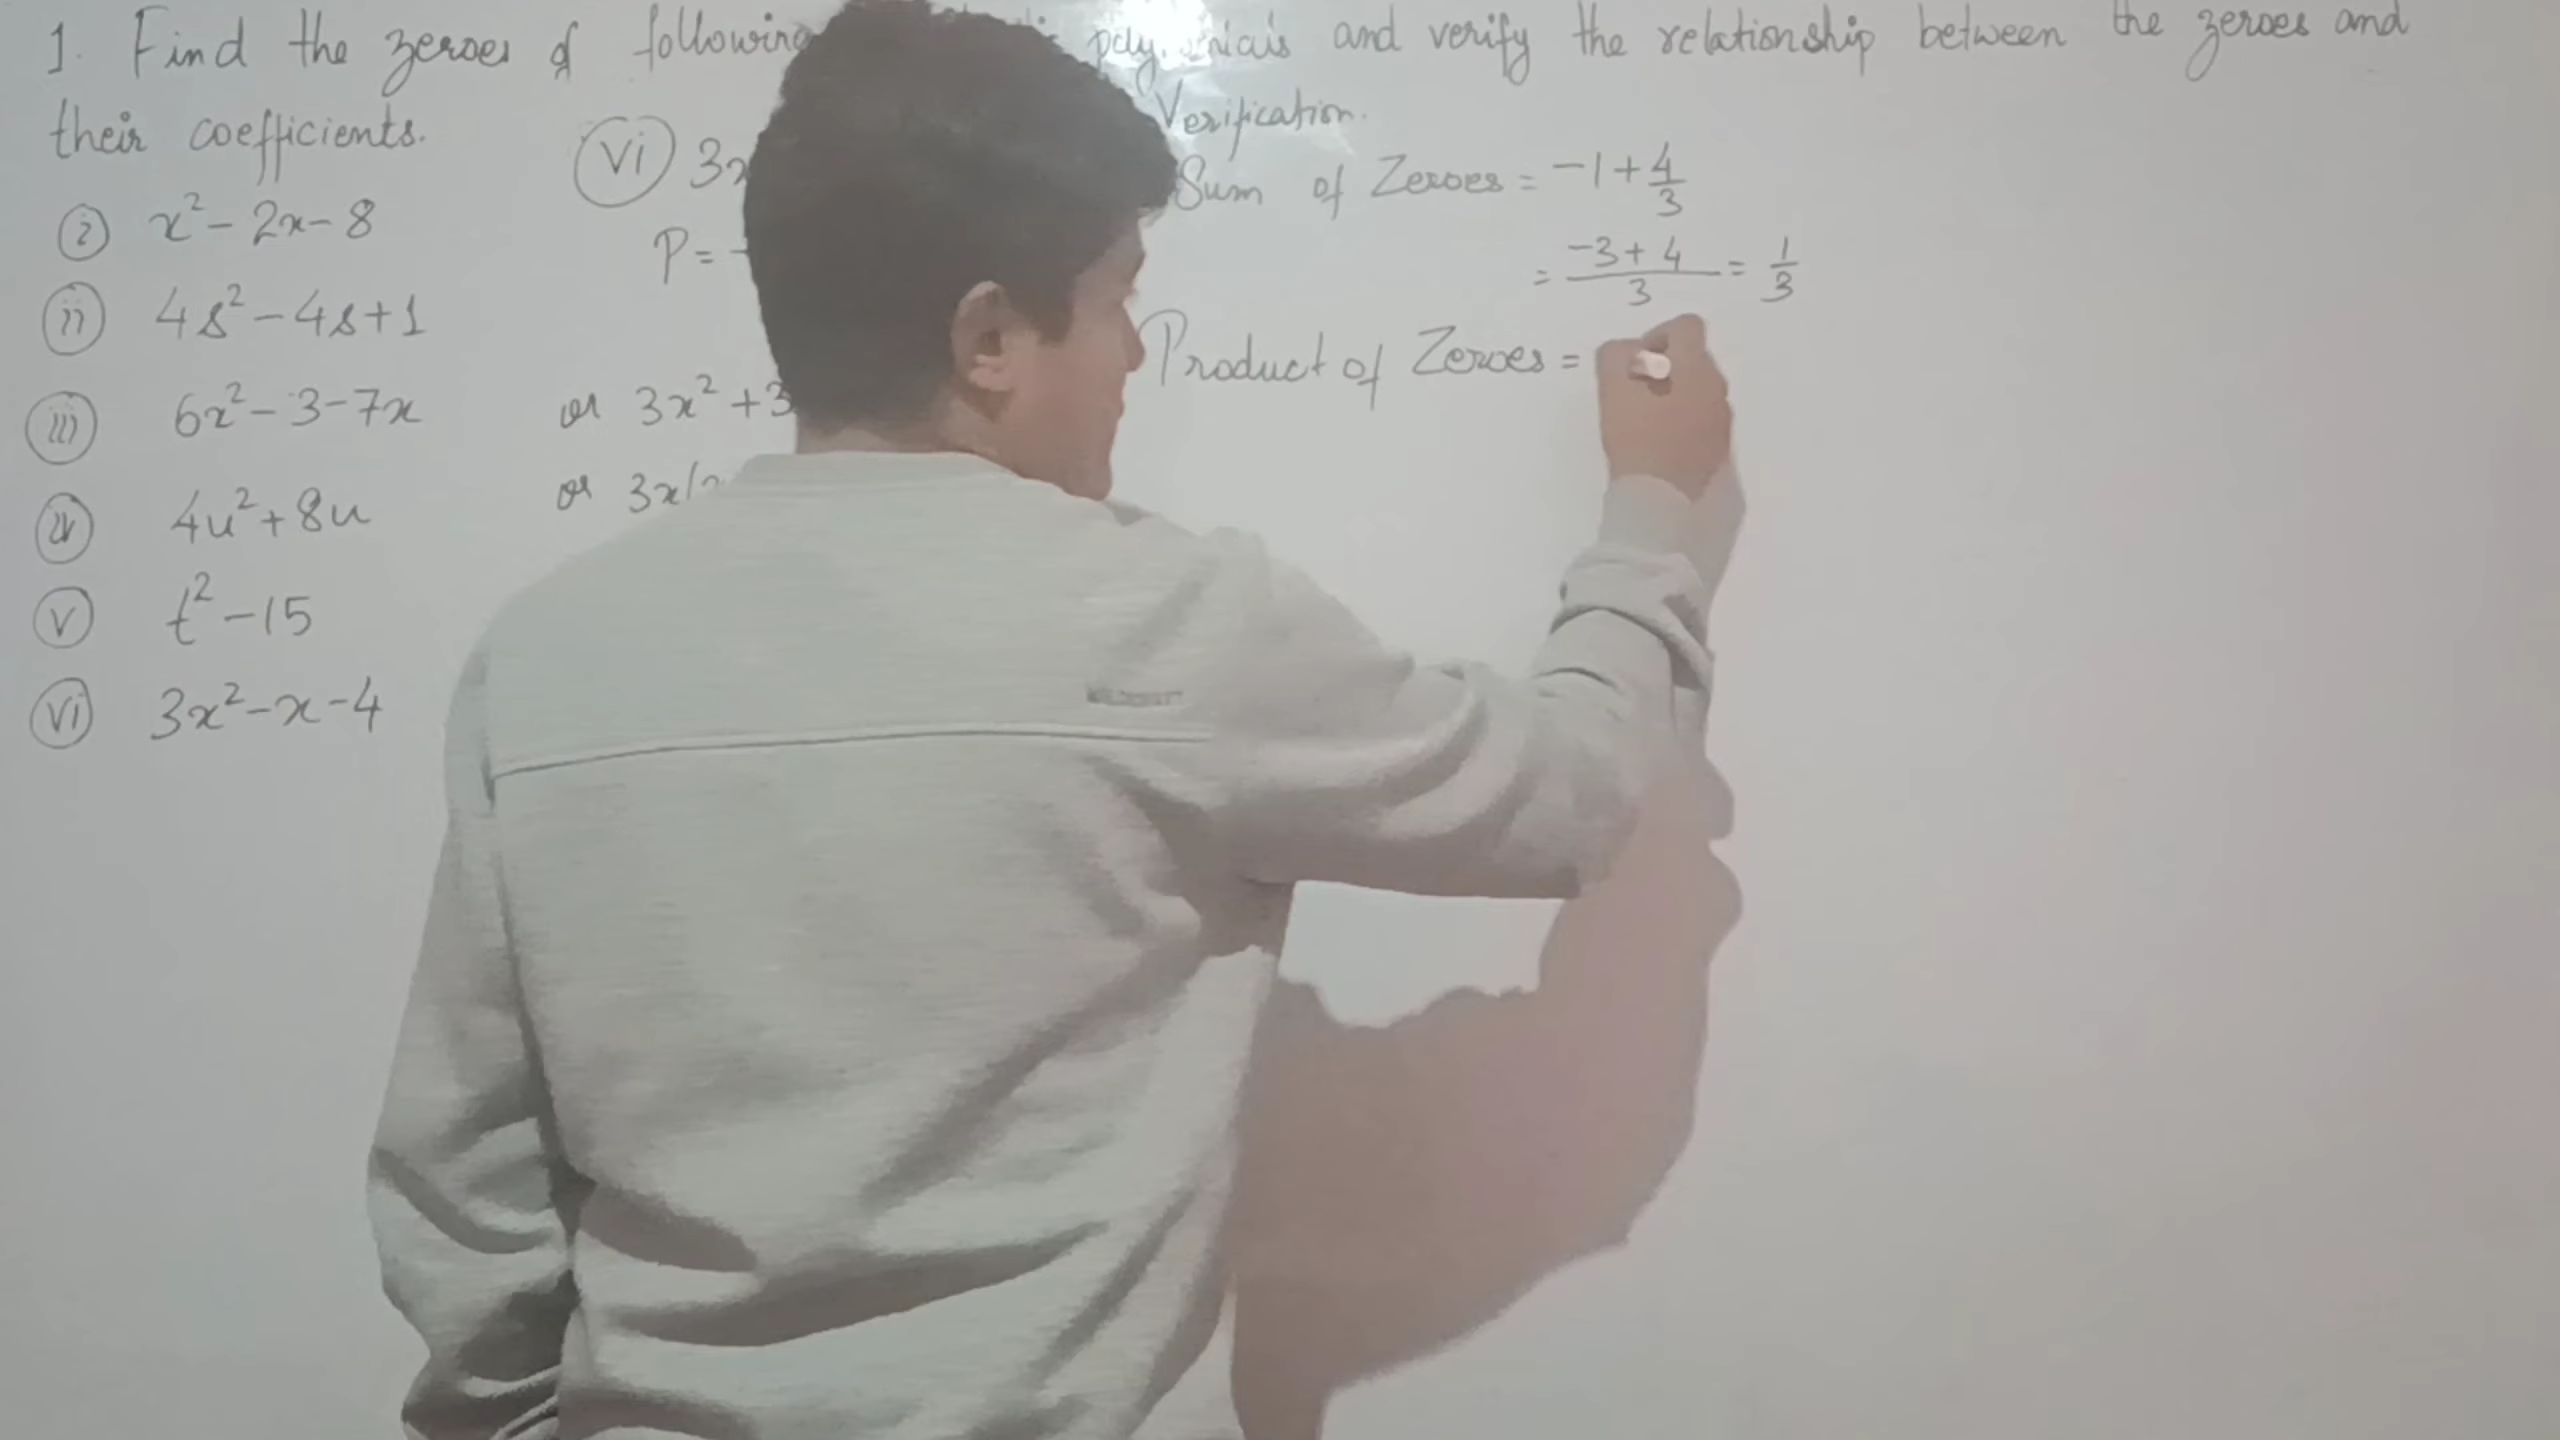 1. Find the zeroes of following and verify the relationship between the zeroes and
their coefficients.
(i) x² - 2x - 8
(ii) 4s² - 4s + 1
(iii) 6x² - 3 - 7x
(iv) 4u² + 8u
(v) t² - 15
(vi) 3x² - x - 4
(vi) 3x
P = -
or 3x² + 3
or 3x(
Verification.
Sum of Zeroes = -1 + 4/3
= (-3 + 4)/3 = 1/3
Product of Zeroes =